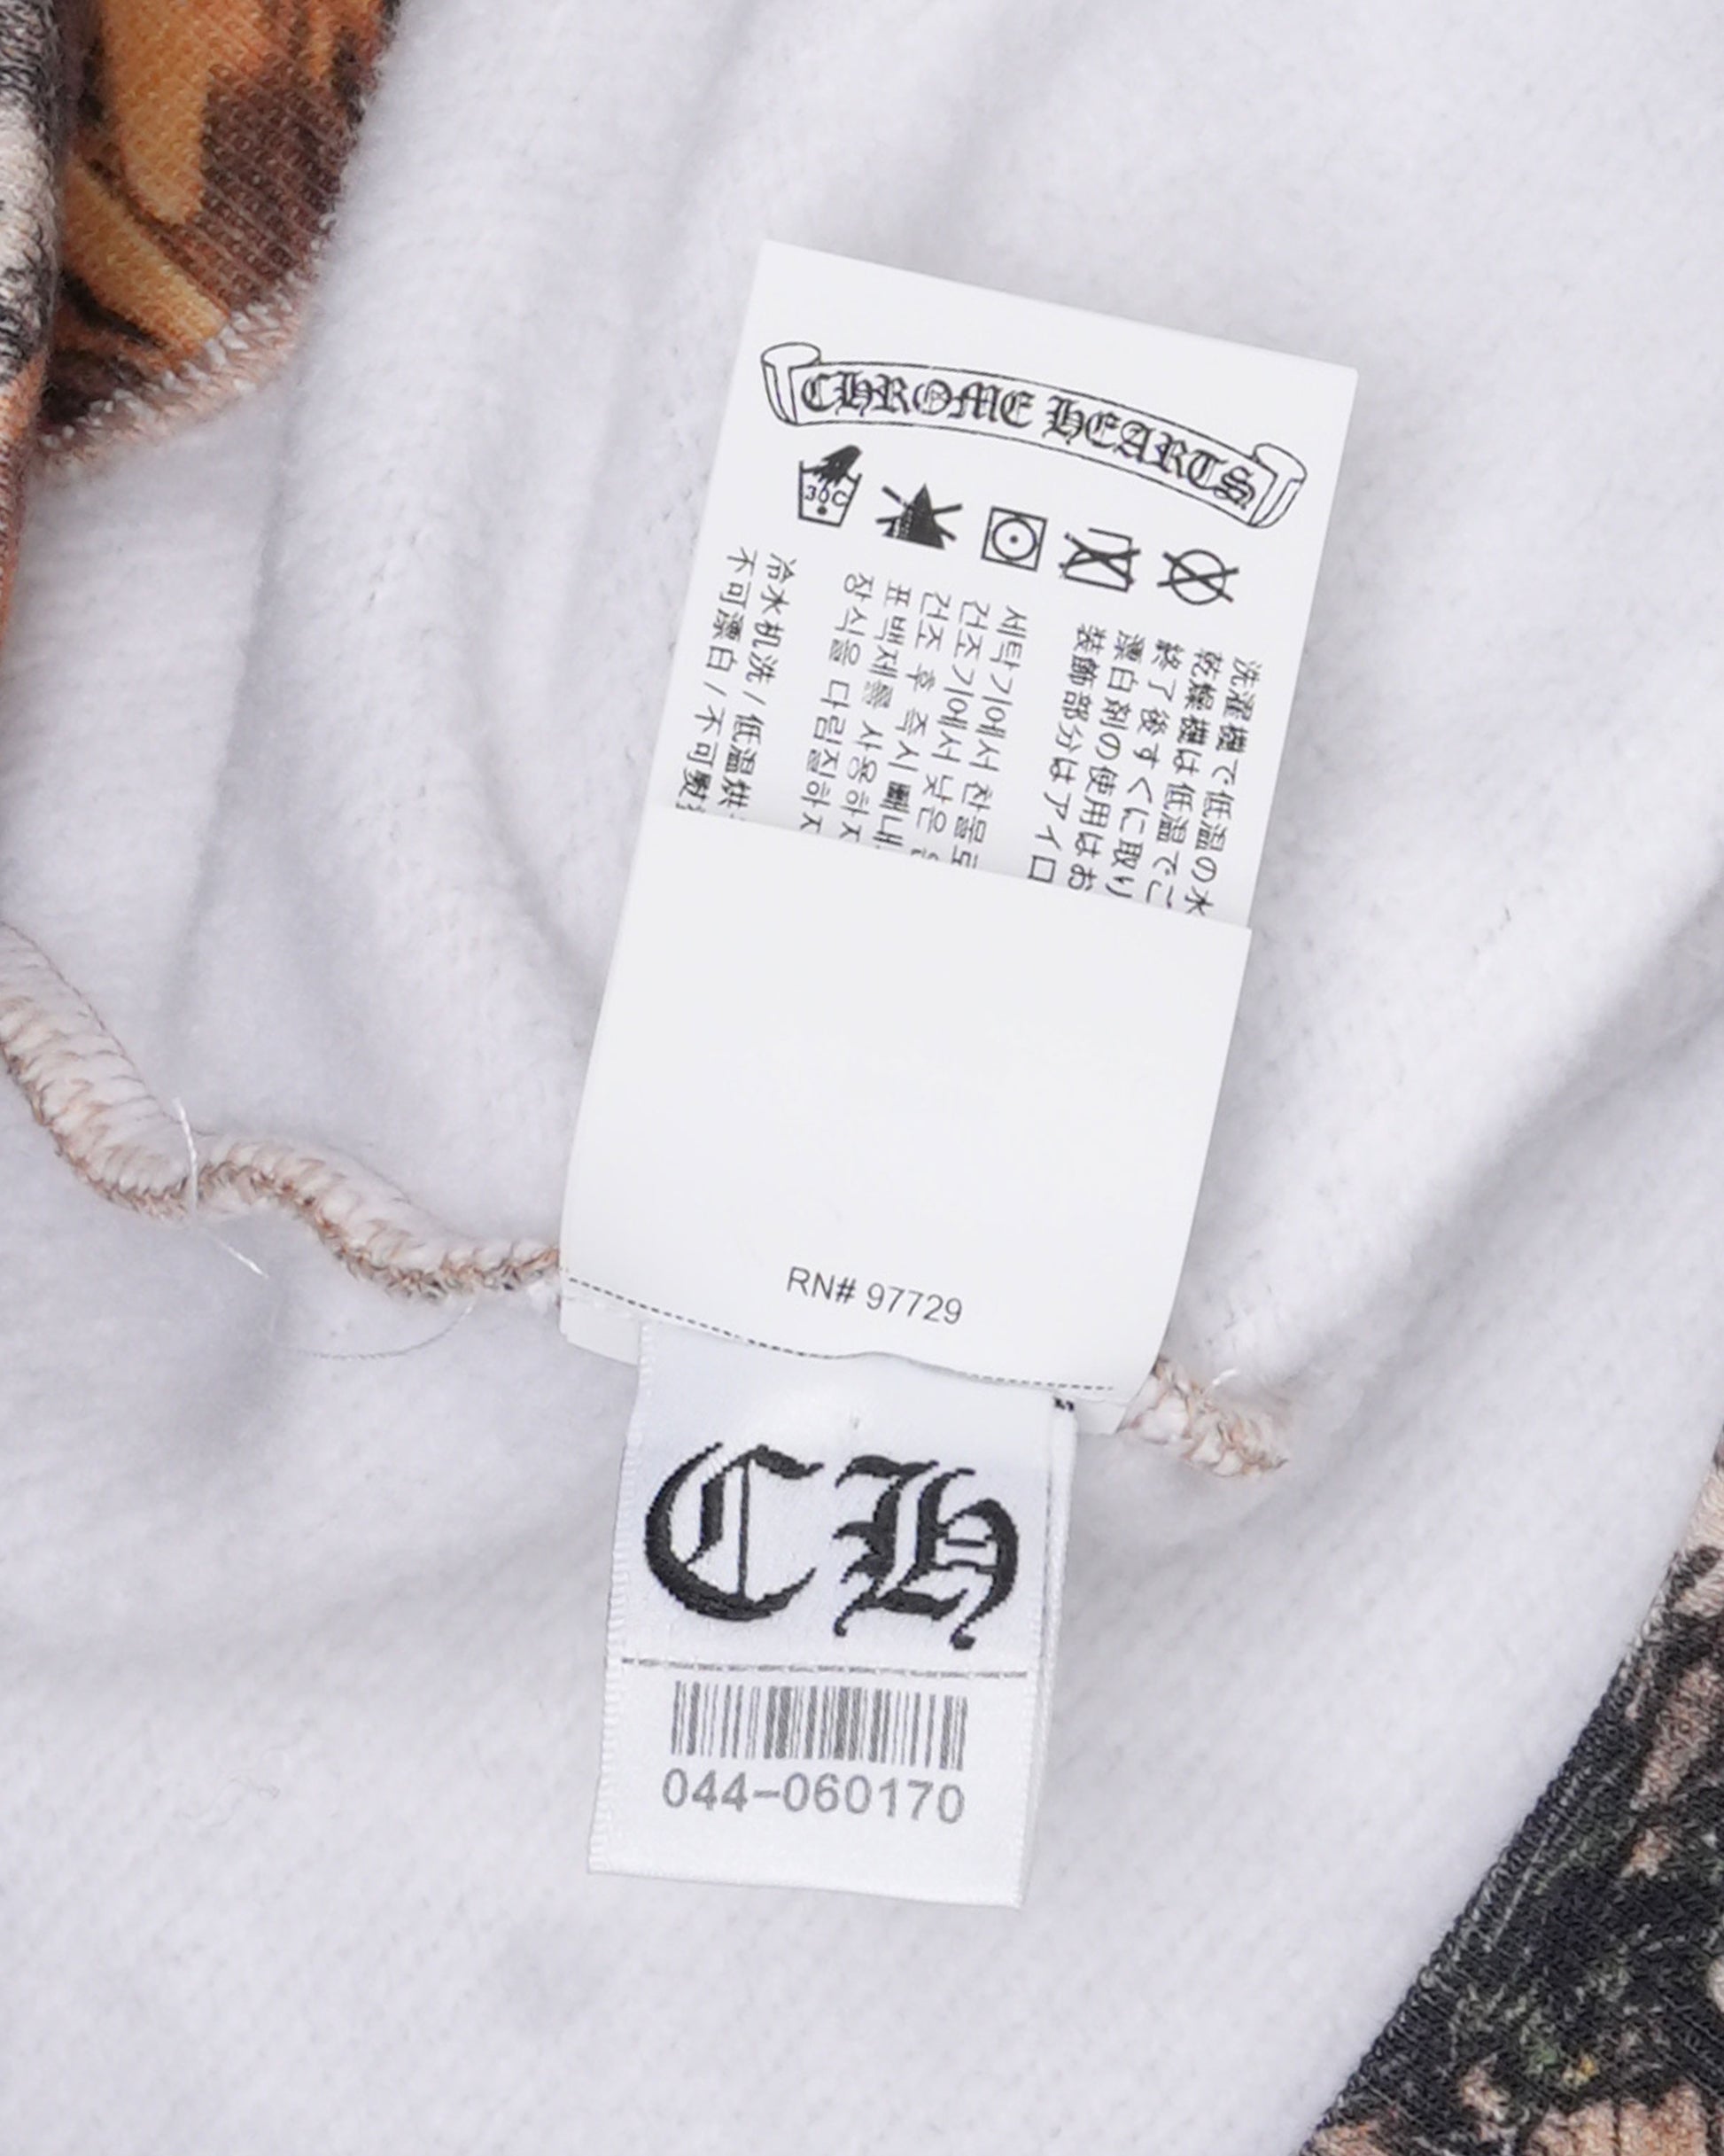 CHROME HEARTS
30C
洗濯機で低温の水
乾燥機は低温でご
終了後すぐに取り
漂白剤の使用はお
装飾部分はアイロ
세탁기에서 찬물로
건조기에서 낮은
건조 후 즉시 빼내
표백제를 사용하지
장식을 다림질하지
冷水机洗/低温烘
不可漂白/不可熨
RN# 97729
CH
044-060170